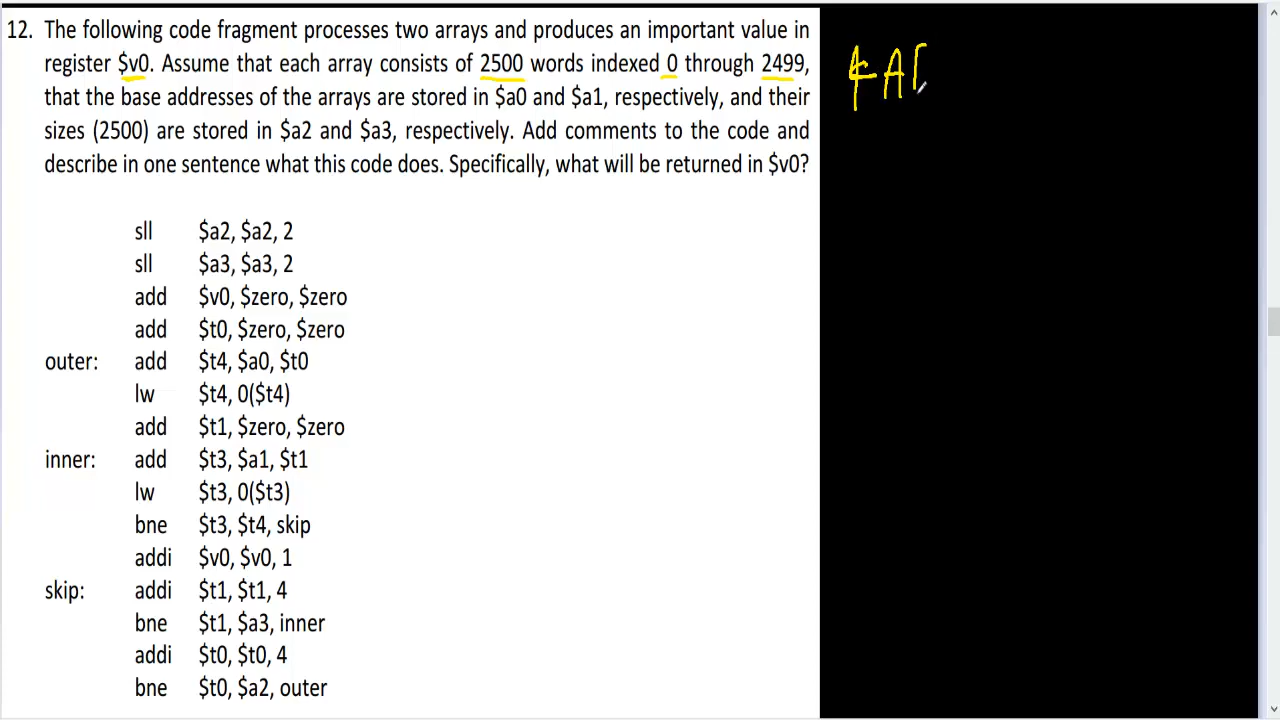 12. The following code fragment processes two arrays and produces an important value in
register $v0. Assume that each array consists of 2500 words indexed 0 through 2499,
that the base addresses of the arrays are stored in $a0 and $a1, respectively, and their
sizes (2500) are stored in $a2 and $a3, respectively. Add comments to the code and
describe in one sentence what this code does. Specifically, what will be returned in $v0?
sll $a2, $a2, 2
sll $a3, $a3, 2
add $v0, $zero, $zero
add $t0, $zero, $zero
outer: add $t4, $a0, $t0
lw $t4, 0($t4)
add $t1, $zero, $zero
inner: add $t3, $a1, $t1
lw $t3, 0($t3)
bne $t3, $t4, skip
addi $v0, $v0, 1
skip: addi $t1, $t1, 4
bne $t1, $a3, inner
addi $t0, $t0, 4
bne $t0, $a2, outer
& A [